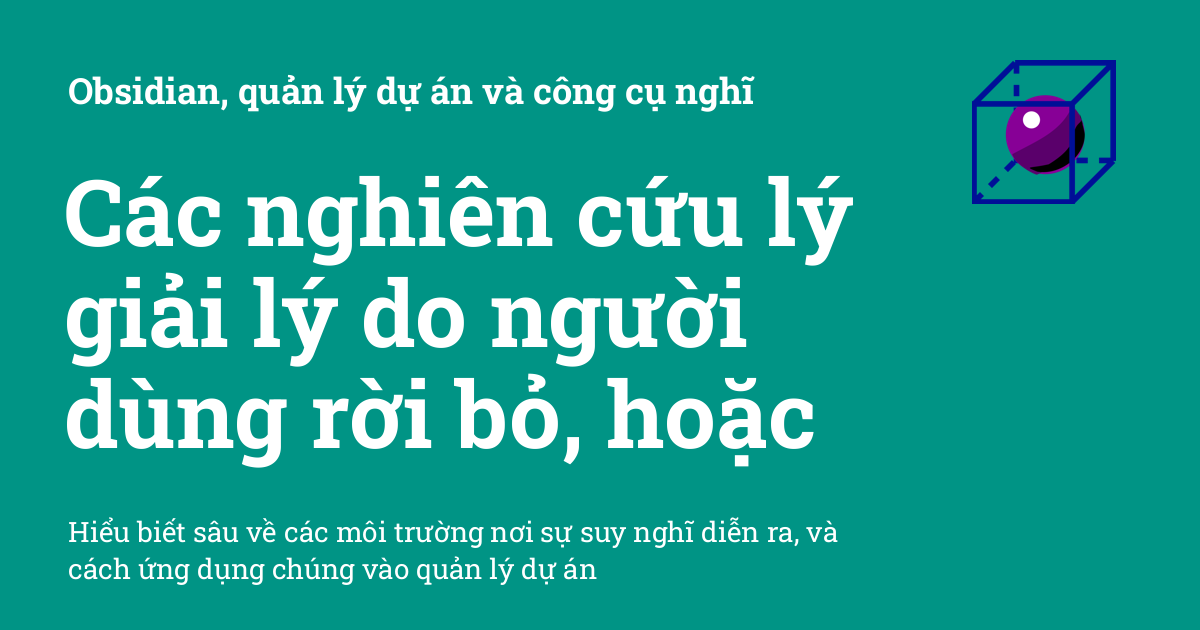 Obsidian, quản lý dự án và công cụ nghĩ
Các nghiên cứu lý
giải lý do người
dùng rời bỏ, hoặc
Hiểu biết sâu về các môi trường nơi sự suy nghĩ diễn ra, và
cách ứng dụng chúng vào quản lý dự án